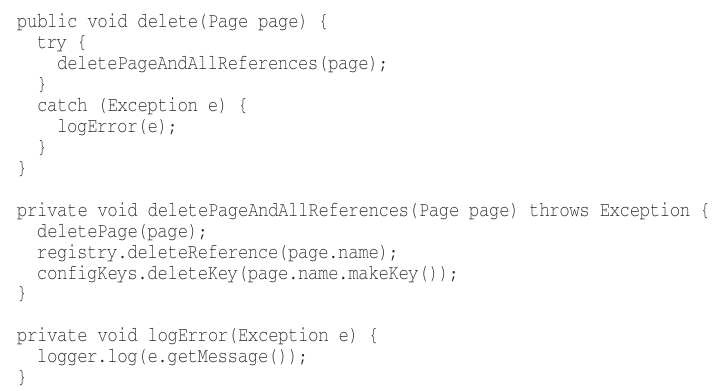 public void delete(Page page) {
  try {
    deletePageAndAllReferences(page);
  }
  catch (Exception e) {
    logError(e);
  }
}

private void deletePageAndAllReferences(Page page) throws Exception {
  deletePage(page);
  registry.deleteReference(page.name);
  configKeys.deleteKey(page.name.makeKey());
}

private void logError(Exception e) {
  logger.log(e.getMessage());
}